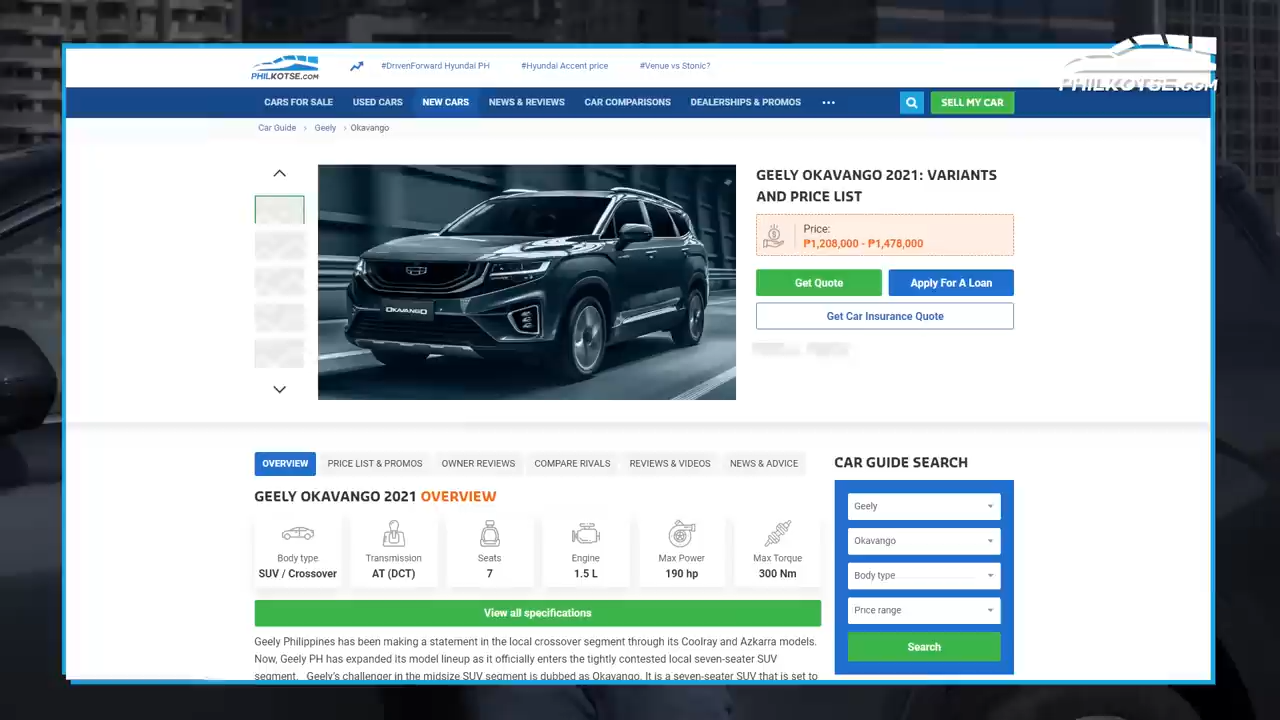 PHILKOTSE.COM
PHILKOTSE.COM
#DrivenForward Hyundai PH
#Hyundai Accent price
#Venue vs Stonic?
CARS FOR SALE
USED CARS
NEW CARS
NEWS & REVIEWS
CAR COMPARISONS
DEALERSHIPS & PROMOS
SELL MY CAR
Car Guide > Geely > Okavango
OKAVANGO
GEELY OKAVANGO 2021: VARIANTS
AND PRICE LIST
Price:
₱1,208,000 - ₱1,478,000
Get Quote
Apply For A Loan
Get Car Insurance Quote
OVERVIEW
PRICE LIST & PROMOS
OWNER REVIEWS
COMPARE RIVALS
REVIEWS & VIDEOS
NEWS & ADVICE
GEELY OKAVANGO 2021 OVERVIEW
Body type
SUV / Crossover
Transmission
AT (DCT)
Seats
7
Engine
1.5 L
Max Power
190 hp
Max Torque
300 Nm
View all specifications
Geely Philippines has been making a statement in the local crossover segment through its Coolray and Azkarra models.
Now, Geely PH has expanded its model lineup as it officially enters the tightly contested local seven-seater SUV
segment. Geely's challenger in the midsize SUV segment is dubbed as Okavango. It is a seven-seater SUV that is set to
CAR GUIDE SEARCH
Geely
Okavango
Body type
Price range
Search